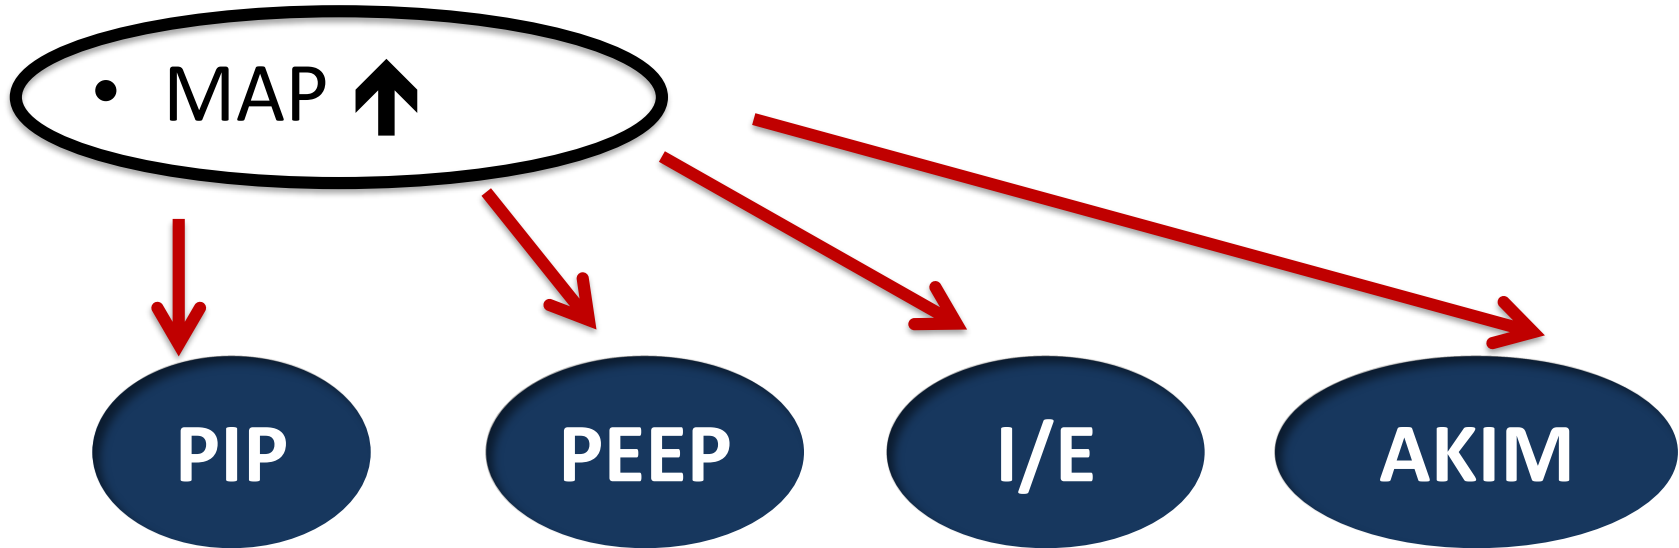 • MAP ↑
PIP
PEEP
I/E
AKIM